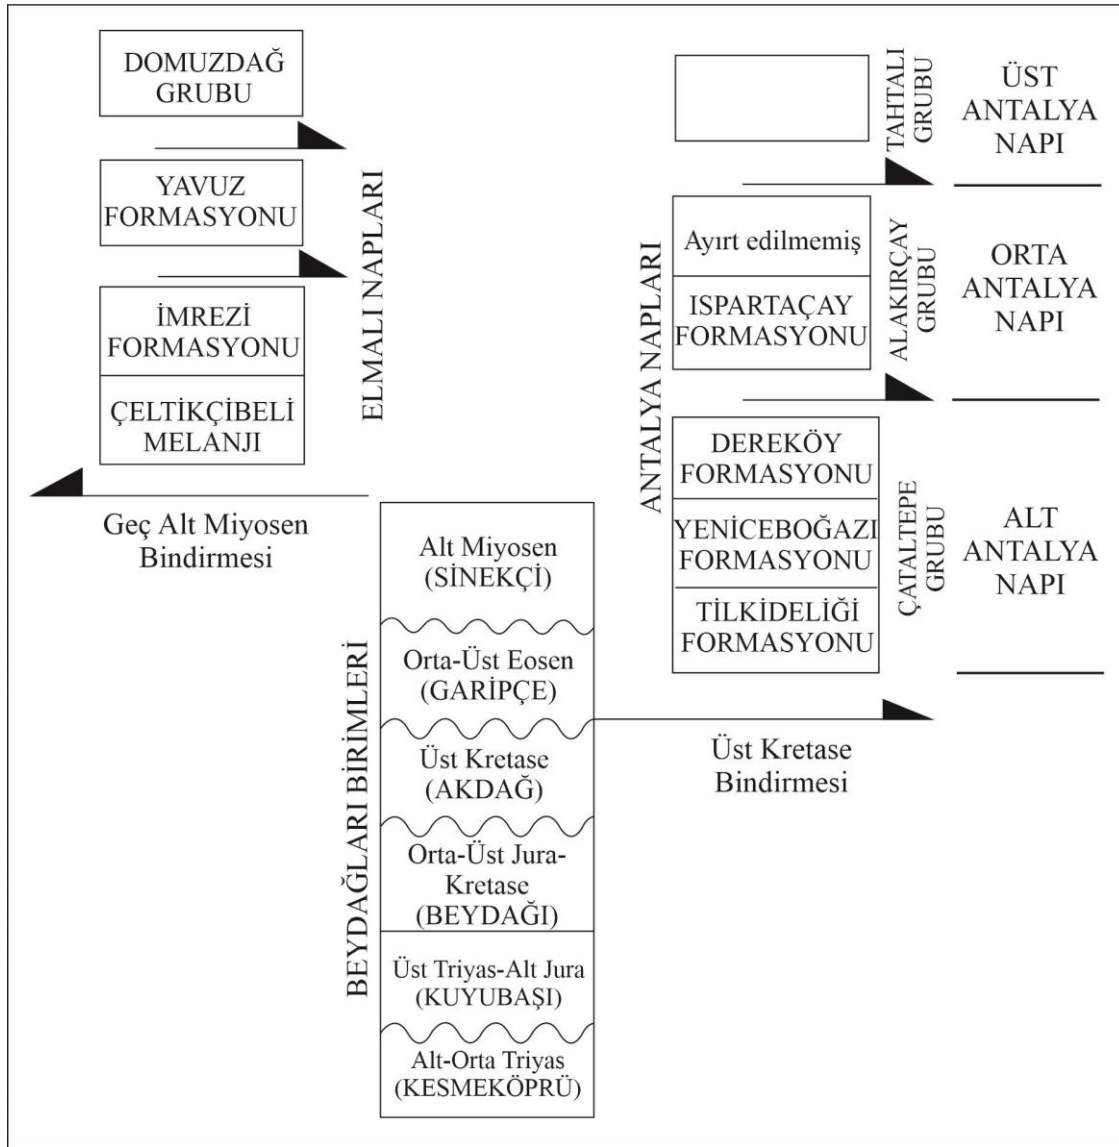 DOMUZDAĞ
GRUBU
YAVUZ
FORMASYONU
İMREZİ
FORMASYONU
ÇELTİKÇİBELİ
MELANJI
ELMALI NAPLARI
Geç Alt Miyosen
Bindirmesi
BEYDAĞLARI BİRİMLERİ
Alt Miyosen
(SİNEKÇİ)
Orta-Üst Eosen
(GARİPÇE)
Üst Kretase
(AKDAĞ)
Orta-Üst Jura-
Kretase
(BEYDAĞI)
Üst Triyas-Alt Jura
(KUYUBAŞI)
Alt-Orta Triyas
(KESMEKÖPRÜ)
ANTALYA NAPLARI
TAHTALI
GRUBU
ÜST
ANTALYA
NAPI
Ayırt edilmemiş
ISPARTAÇAY
FORMASYONU
ALAKIRÇAY
GRUBU
ORTA
ANTALYA
NAPI
DEREKÖY
FORMASYONU
YENİCEBOĞAZI
FORMASYONU
TİLKİDELİĞİ
FORMASYONU
ÇATALTEPE
GRUBU
ALT
ANTALYA
NAPI
Üst Kretase
Bindirmesi